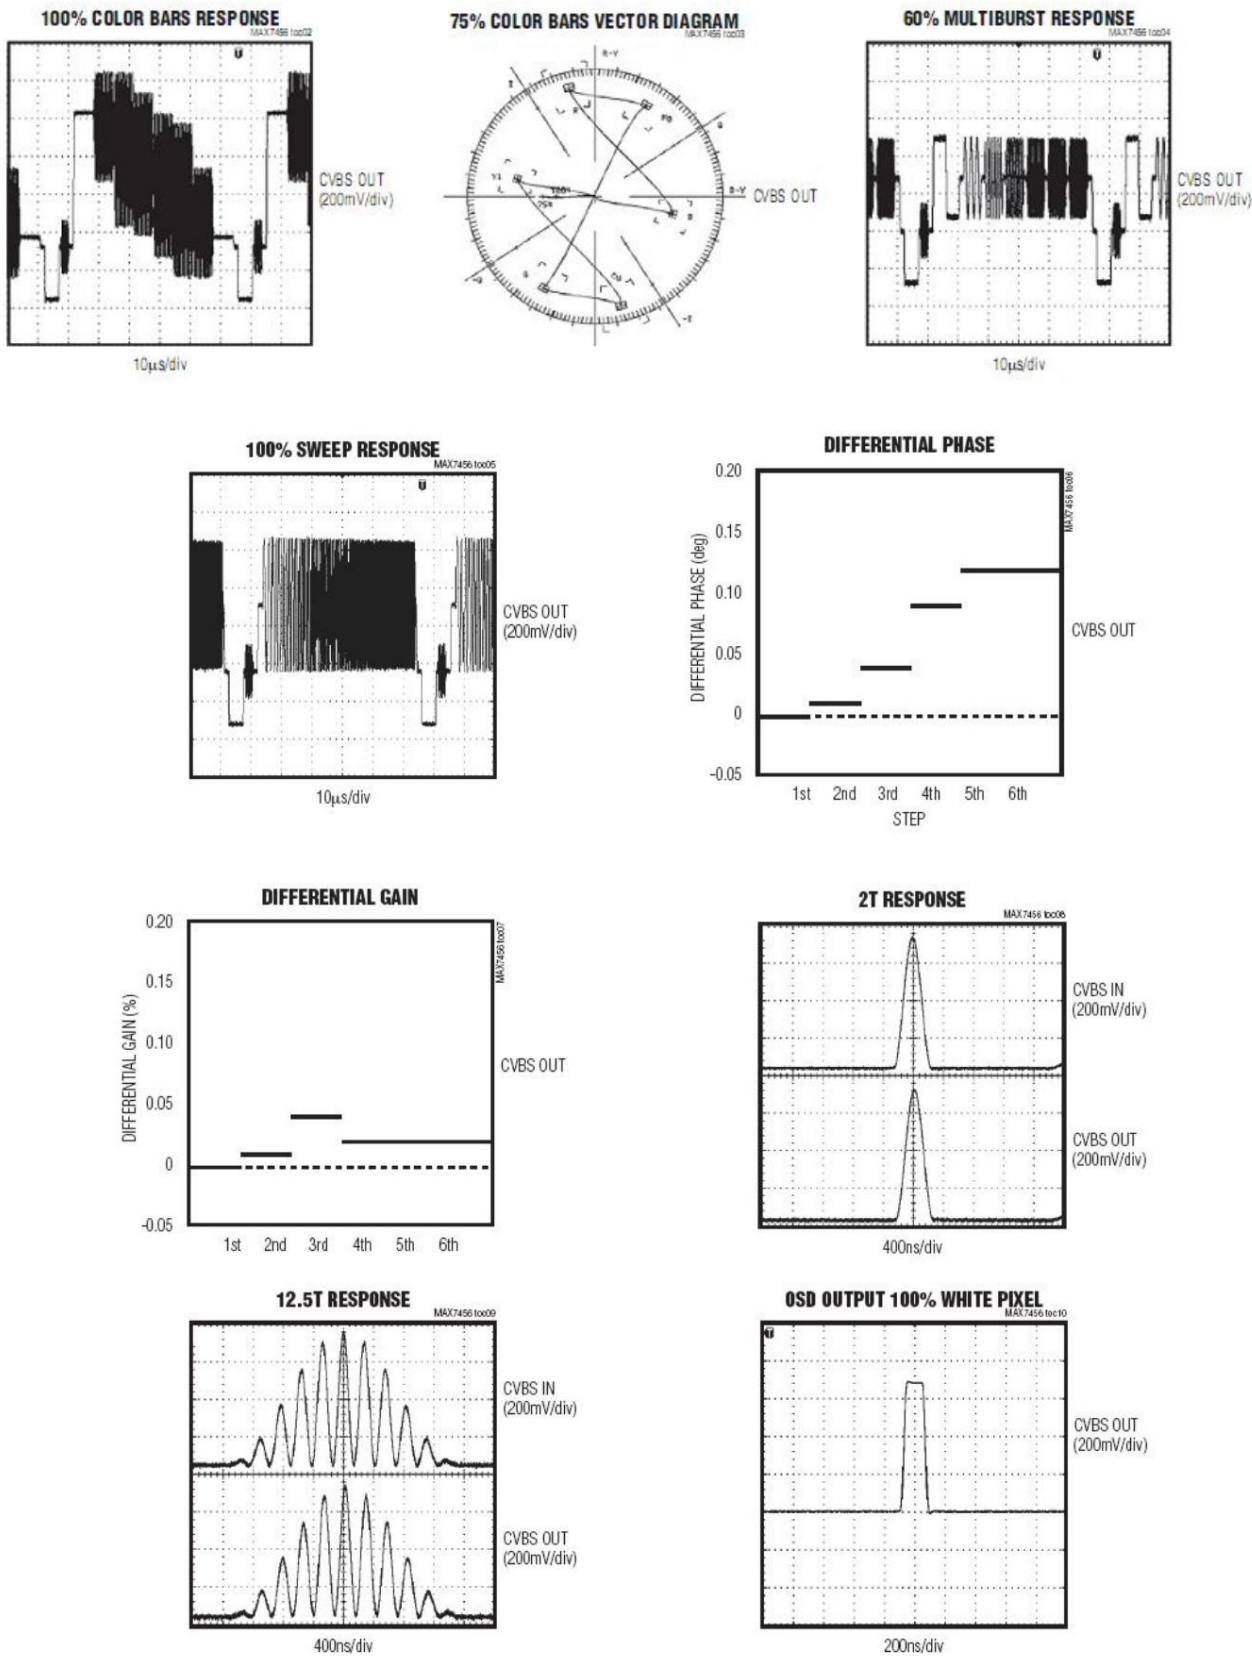 100% COLOR BARS RESPONSE
MAX7456 toc02
CVBS OUT
(200mV/div)
10µs/div
75% COLOR BARS VECTOR DIAGRAM
MAX7456 toc03
R-Y
B-Y
CVBS OUT
60% MULTIBURST RESPONSE
MAX7456 toc04
CVBS OUT
(200mV/div)
10µs/div
100% SWEEP RESPONSE
MAX7456 toc05
CVBS OUT
(200mV/div)
10µs/div
DIFFERENTIAL PHASE
MAX7456 toc06
DIFFERENTIAL PHASE (deg)
0.20
0.15
0.10
0.05
0
-0.05
1st 2nd 3rd 4th 5th 6th
STEP
CVBS OUT
DIFFERENTIAL GAIN
MAX7456 toc07
DIFFERENTIAL GAIN (%)
0.20
0.15
0.10
0.05
0
-0.05
1st 2nd 3rd 4th 5th 6th
CVBS OUT
2T RESPONSE
MAX7456 toc08
CVBS IN
(200mV/div)
CVBS OUT
(200mV/div)
400ns/div
12.5T RESPONSE
MAX7456 toc09
CVBS IN
(200mV/div)
CVBS OUT
(200mV/div)
400ns/div
OSD OUTPUT 100% WHITE PIXEL
MAX7456 toc10
CVBS OUT
(200mV/div)
200ns/div